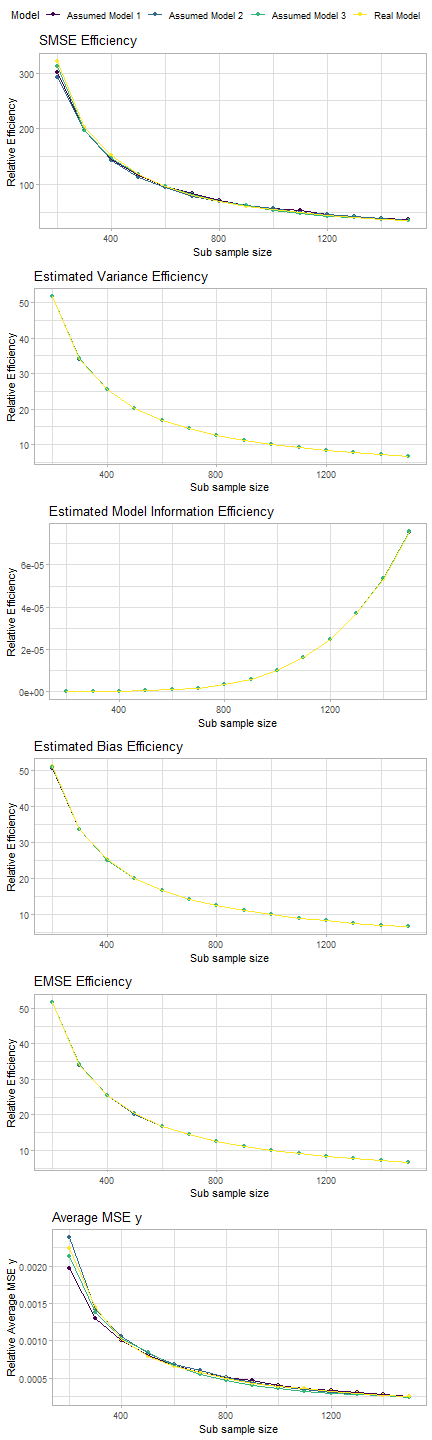 Model Assumed Model 1 Assumed Model 2 Assumed Model 3 Real Model
SMSE Efficiency
Relative Efficiency
300
200
100
400 800 1200
Sub sample size
Estimated Variance Efficiency
Relative Efficiency
50
40
30
20
10
400 800 1200
Sub sample size
Estimated Model Information Efficiency
Relative Efficiency
6e-05
4e-05
2e-05
0e+00
400 800 1200
Sub sample size
Estimated Bias Efficiency
Relative Efficiency
50
40
30
20
10
400 800 1200
Sub sample size
EMSE Efficiency
Relative Efficiency
50
40
30
20
10
400 800 1200
Sub sample size
Average MSE y
Relative Average MSE y
0.0020
0.0015
0.0010
0.0005
400 800 1200
Sub sample size